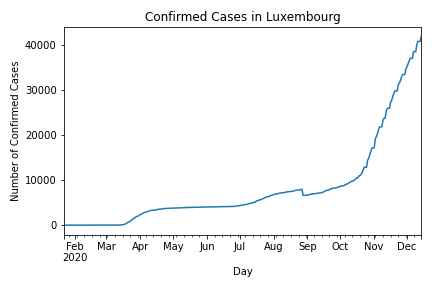 Confirmed Cases in Luxembourg
Number of Confirmed Cases
40000
30000
20000
10000
0
Feb Mar Apr May Jun Jul Aug Sep Oct Nov Dec
2020
Day